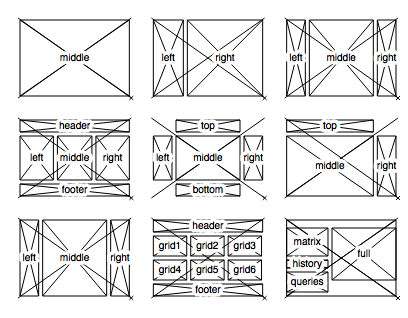 middle
left right
left middle right
header
left middle right
footer
top
left middle right
bottom
top
middle right
left middle right
header
grid1 grid2 grid3
grid4 grid5 grid6
footer
matrix
full
history
queries